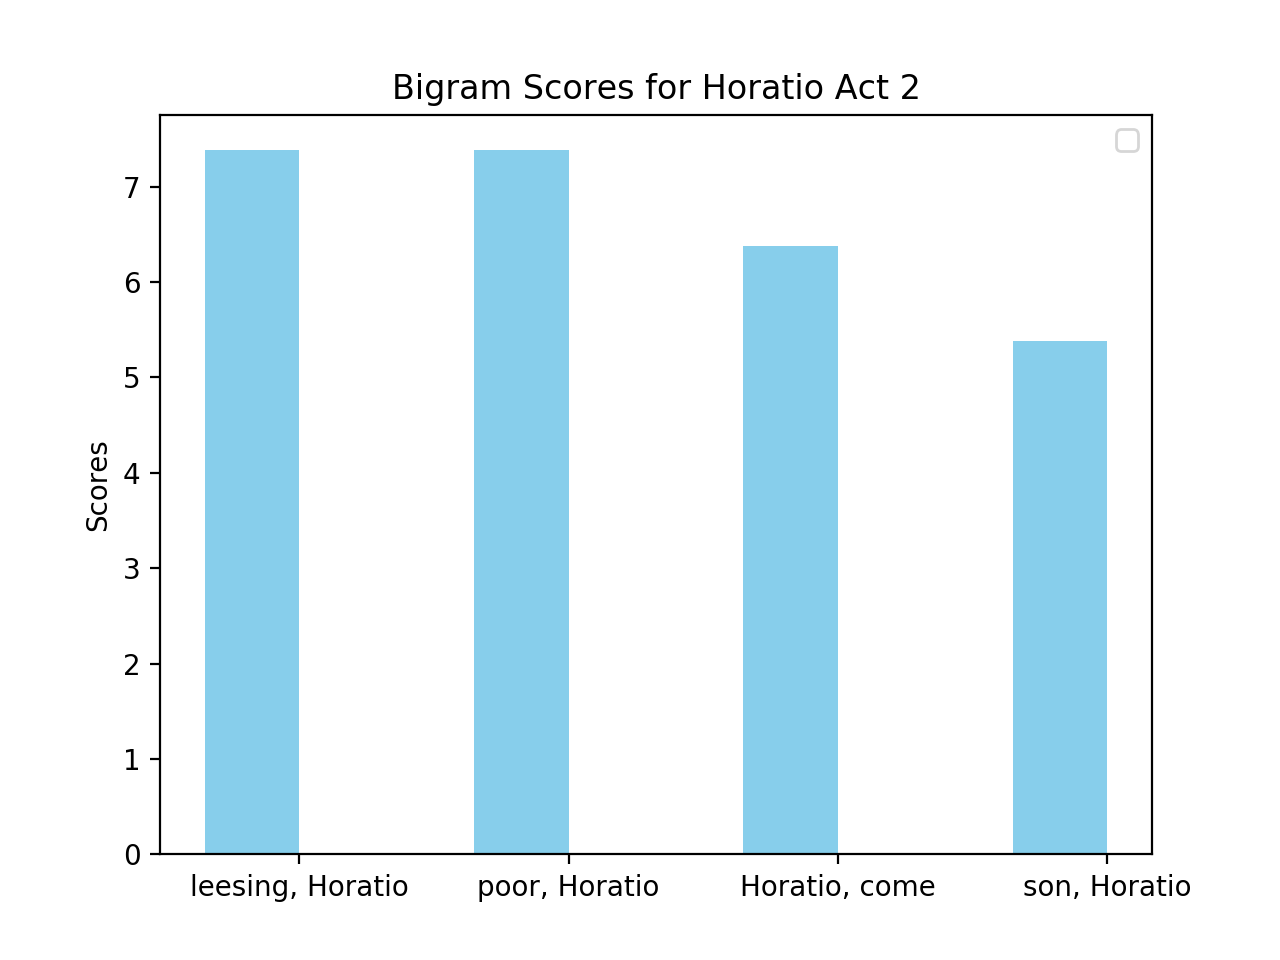 Bigram Scores for Horatio Act 2
Scores
7
6
5
4
3
2
1
0
leesing, Horatio poor, Horatio Horatio, come son, Horatio